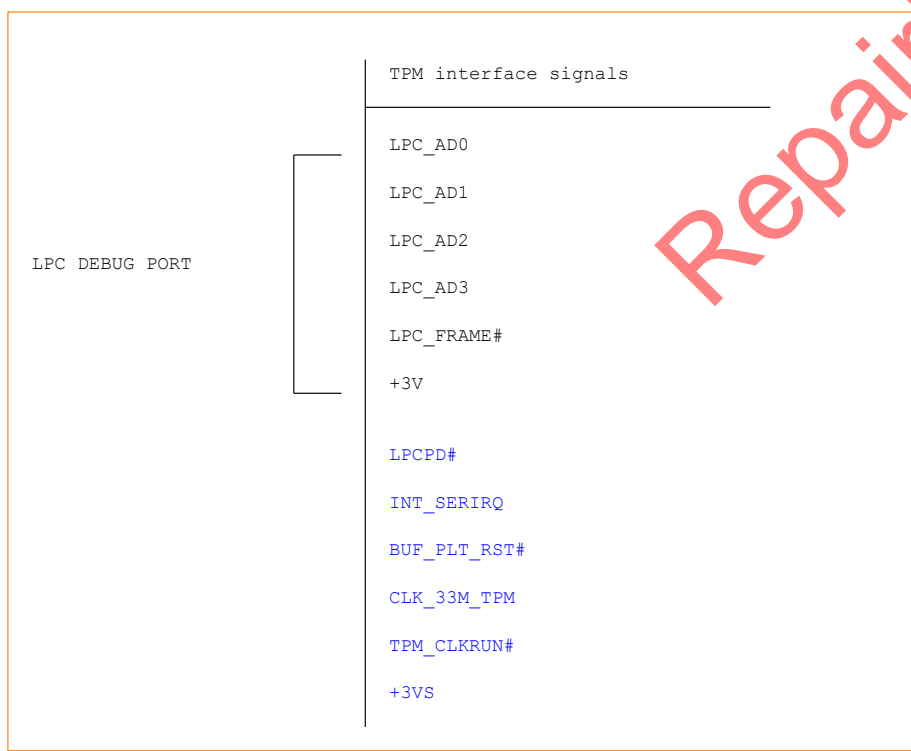 TPM interface signals
LPC_AD0
LPC_AD1
LPC_AD2
LPC DEBUG PORT
LPC_AD3
LPC_FRAME#
+3V
LPCPD#
INT_SERIRQ
BUF_PLT_RST#
CLK_33M_TPM
TPM_CLKRUN#
+3VS